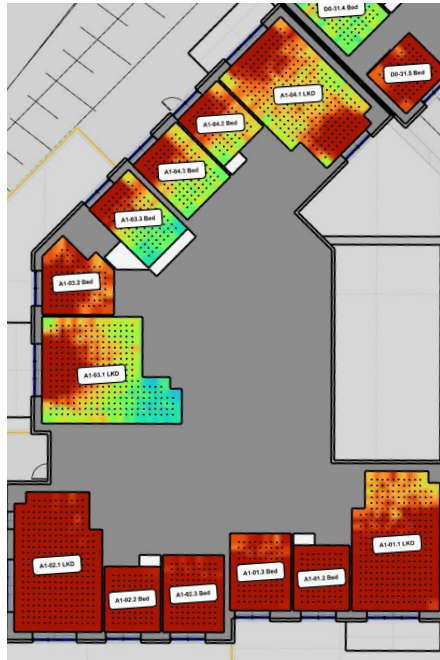 D0-31.4 Bed
D0-31.5 Bed
A1-04.1 LKD
A1-04.2 Bed
A1-04.3 Bed
A1-03.3 Bed
A1-03.2 Bed
A1-03.1 LKD
A1-02.1 LKD
A1-02.2 Bed
A1-02.3 Bed
A1-01.3 Bed
A1-01.2 Bed
A1-01.1 LKD